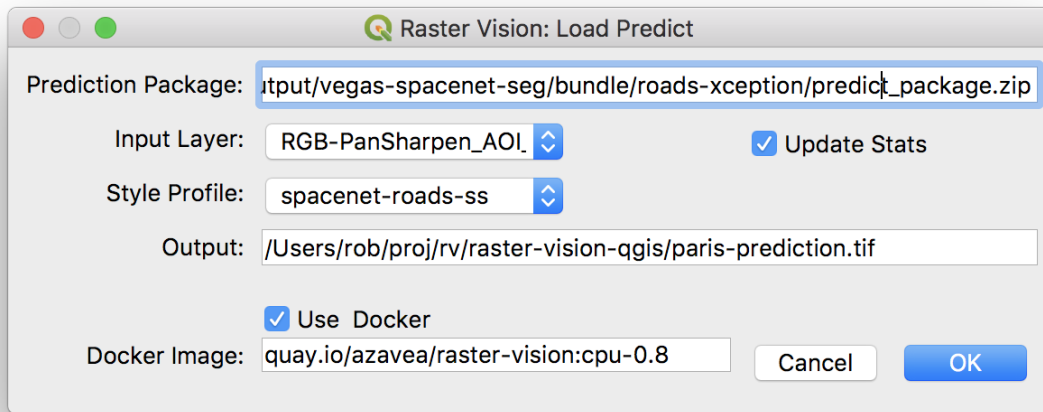 Raster Vision: Load Predict
Prediction Package: utput/vegas-spacenet-seg/bundle/roads-xception/predict_package.zip
Input Layer: RGB-PanSharpen_AOI_ Update Stats
Style Profile: spacenet-roads-ss
Output: /Users/rob/proj/rv/raster-vision-qgis/paris-prediction.tif
Use Docker
Docker Image: quay.io/azavea/raster-vision:cpu-0.8 Cancel OK